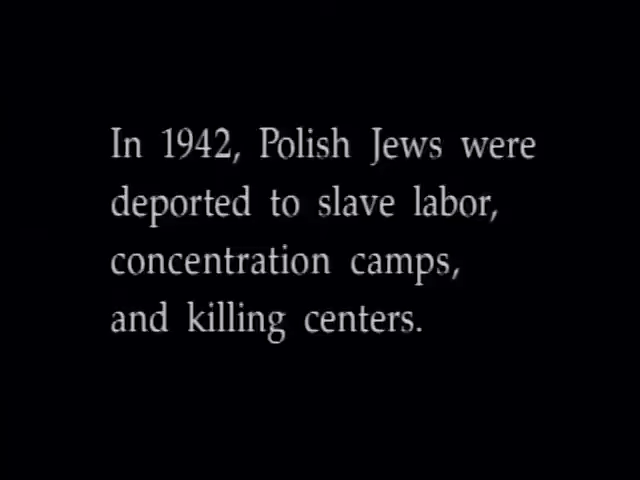 In 1942, Polish Jews were
deported to slave labor,
concentration camps,
and killing centers.